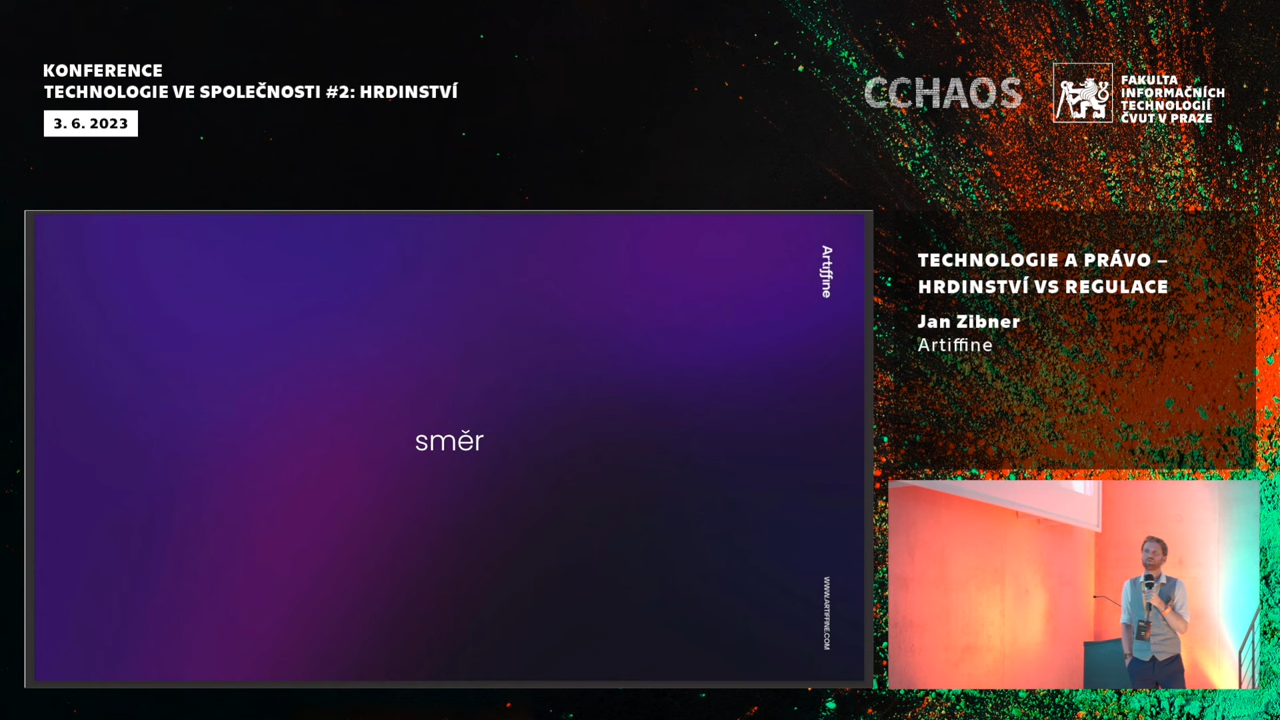 KONFERENCE
TECHNOLOGIE VE SPOLEČNOSTI #2: HRDINSTVÍ
3. 6. 2023
CCHAOS
FAKULTA
INFORMAČNÍCH
TECHNOLOGIÍ
ČVUT V PRAZE
Artiffine
směr
WWW.ARTIFFINE.COM
TECHNOLOGIE A PRÁVO –
HRDINSTVÍ VS REGULACE
Jan Zibner
Artiffine